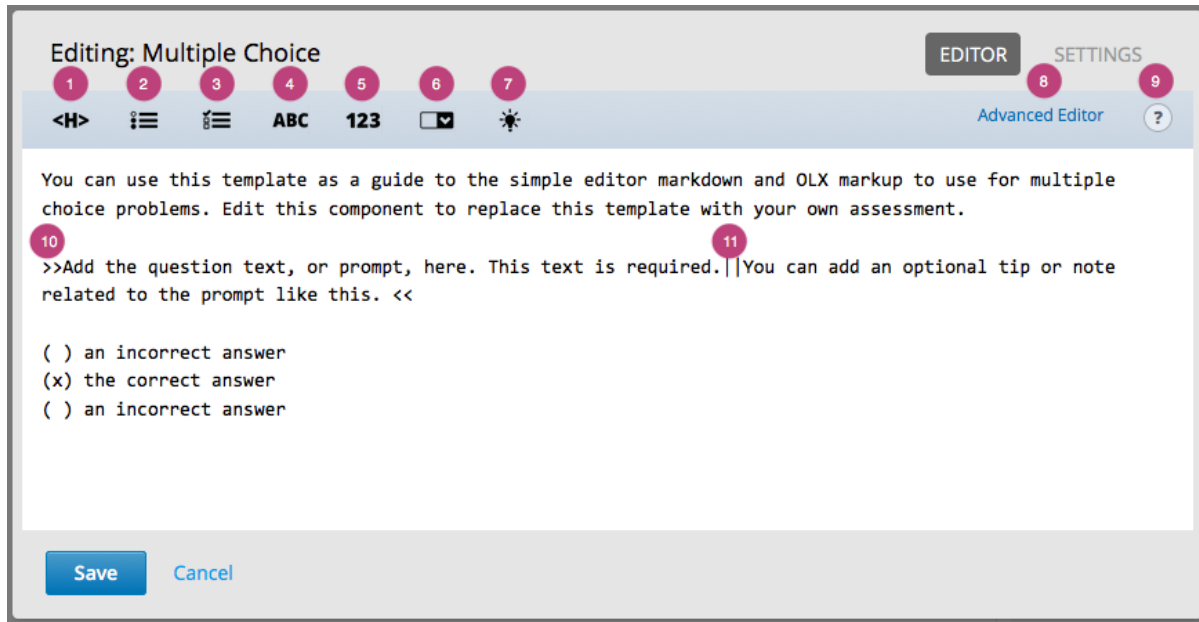 Editing: Multiple Choice
EDITOR
SETTINGS
1
2
3
4
5
6
7
8
9
<H>
ABC
123
Advanced Editor
?
You can use this template as a guide to the simple editor markdown and OLX markup to use for multiple
choice problems. Edit this component to replace this template with your own assessment.
10
11
>>Add the question text, or prompt, here. This text is required.||You can add an optional tip or note
related to the prompt like this. <<
( ) an incorrect answer
(x) the correct answer
( ) an incorrect answer
Save
Cancel